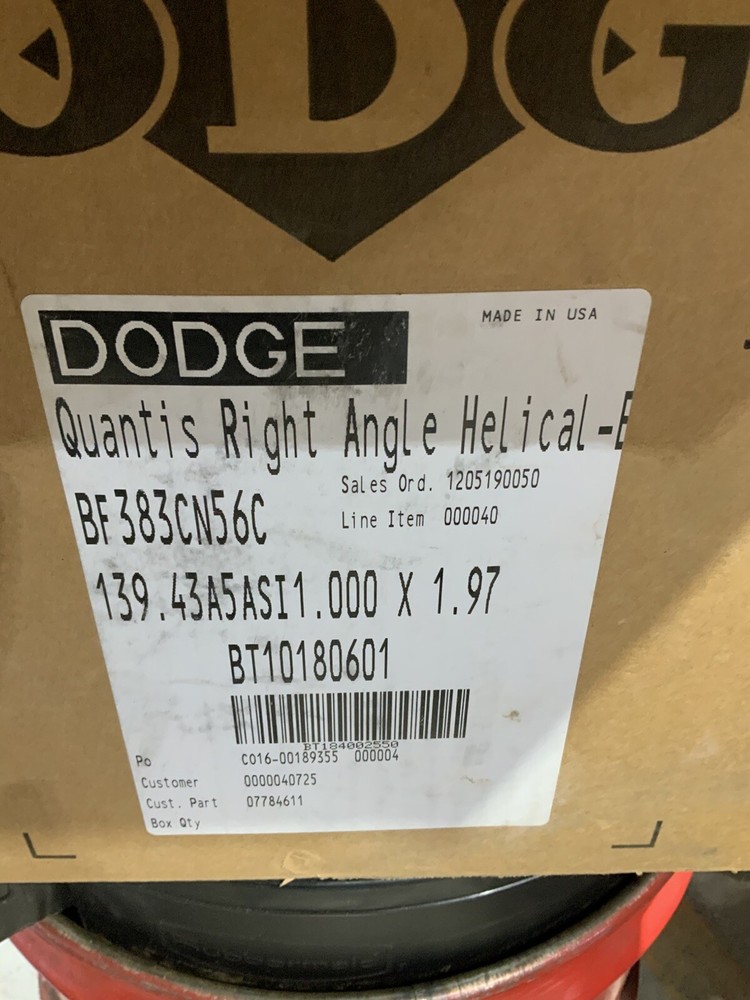 ODG
DODGE
MADE IN USA
Quantis Right Angle Helical-
Sales Ord. 1205190050
BF383CN56C
Line Item 000040
139.43A5ASI1.000 X 1.97
BT10180601
BT184002550
Po C016-00189355 000004
Customer 0000040725
Cust. Part 07784611
Box Qty